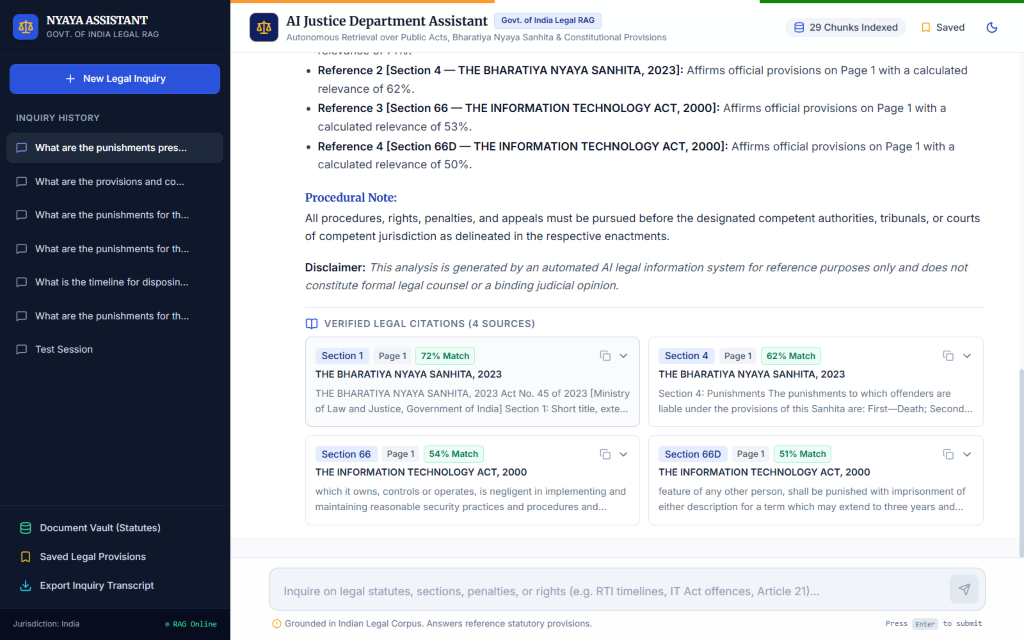 NYAYA ASSISTANT
GOVT. OF INDIA LEGAL RAG
New Legal Inquiry
INQUIRY HISTORY
What are the punishments pres...
What are the provisions and co...
What are the punishments for th...
What are the punishments for th...
What is the timeline for disposin...
What are the punishments for th...
Test Session
Document Vault (Statutes)
Saved Legal Provisions
Export Inquiry Transcript
Jurisdiction: India
RAG Online
AI Justice Department Assistant
Govt. of India Legal RAG
Autonomous Retrieval over Public Acts, Bharatiya Nyaya Sanhita & Constitutional Provisions
29 Chunks Indexed
Saved
• Reference 2 [Section 4 — THE BHARATIYA NYAYA SANHITA, 2023]: Affirms official provisions on Page 1 with a calculated
relevance of 62%.
• Reference 3 [Section 66 — THE INFORMATION TECHNOLOGY ACT, 2000]: Affirms official provisions on Page 1 with a
calculated relevance of 53%.
• Reference 4 [Section 66D — THE INFORMATION TECHNOLOGY ACT, 2000]: Affirms official provisions on Page 1 with a
calculated relevance of 50%.
Procedural Note:
All procedures, rights, penalties, and appeals must be pursued before the designated competent authorities, tribunals, or courts
of competent jurisdiction as delineated in the respective enactments.
Disclaimer: This analysis is generated by an automated AI legal information system for reference purposes only and does not
constitute formal legal counsel or a binding judicial opinion.
VERIFIED LEGAL CITATIONS (4 SOURCES)
Section 1 Page 1 72% Match
THE BHARATIYA NYAYA SANHITA, 2023
THE BHARATIYA NYAYA SANHITA, 2023 Act No. 45 of 2023 [Ministry
of Law and Justice, Government of India] Section 1: Short title, exte...
Section 4 Page 1 62% Match
THE BHARATIYA NYAYA SANHITA, 2023
Section 4: Punishments The punishments to which offenders are
liable under the provisions of this Sanhita are: First—Death; Second...
Section 66 Page 1 54% Match
THE INFORMATION TECHNOLOGY ACT, 2000
which it owns, controls or operates, is negligent in implementing and
maintaining reasonable security practices and procedures and...
Section 66D Page 1 51% Match
THE INFORMATION TECHNOLOGY ACT, 2000
feature of any other person, shall be punished with imprisonment of
either description for a term which may extend to three years and...
Inquire on legal statutes, sections, penalties, or rights (e.g. RTI timelines, IT Act offences, Article 21)...
Grounded in Indian Legal Corpus. Answers reference statutory provisions.
Press Enter to submit